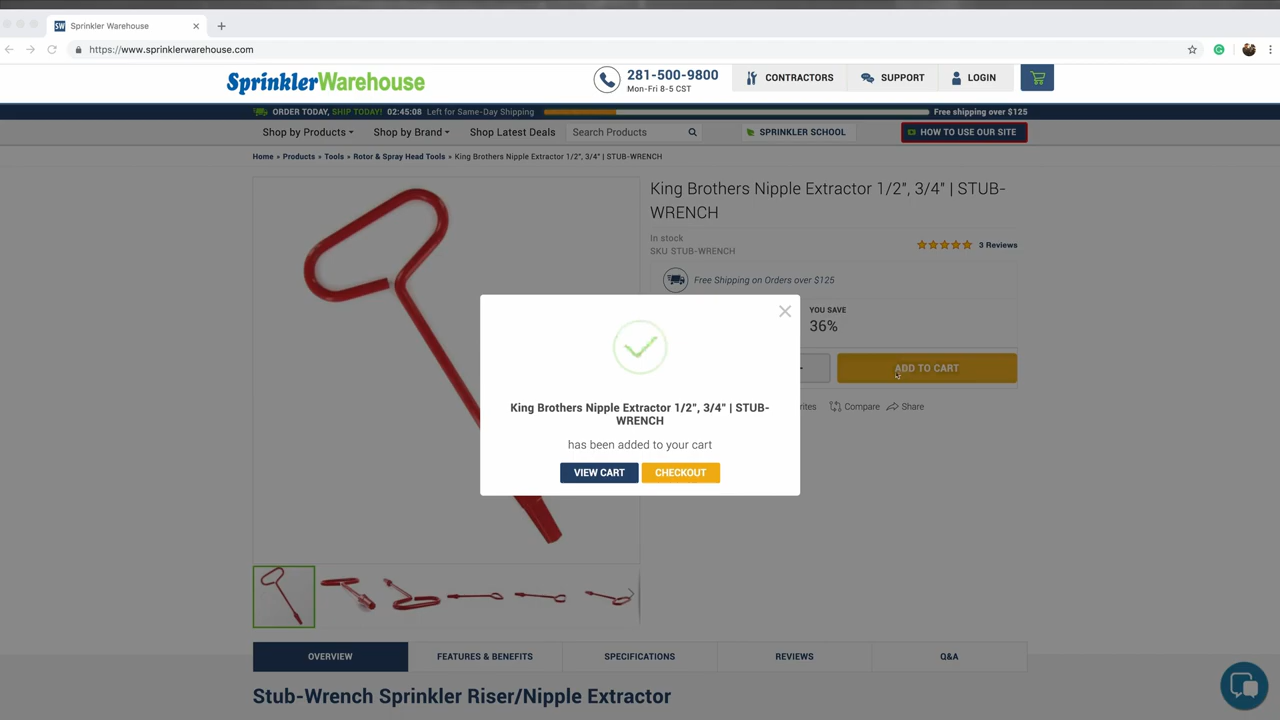 SW Sprinkler Warehouse
https://www.sprinklerwarehouse.com
SprinklerWarehouse
281-500-9800
Mon-Fri 8-5 CST
CONTRACTORS
SUPPORT
LOGIN
ORDER TODAY, SHIP TODAY! 02:45:08 Left for Same-Day Shipping
Free shipping over $125
Shop by Products
Shop by Brand
Shop Latest Deals
Search Products
SPRINKLER SCHOOL
HOW TO USE OUR SITE
Home » Products » Tools » Rotor & Spray Head Tools » King Brothers Nipple Extractor 1/2", 3/4" | STUB-WRENCH
King Brothers Nipple Extractor 1/2", 3/4" | STUB-
WRENCH
In stock
SKU STUB-WRENCH
3 Reviews
Free Shipping on Orders over $125
YOU SAVE
36%
ADD TO CART
Compare
Share
King Brothers Nipple Extractor 1/2", 3/4" | STUB-
WRENCH
has been added to your cart
VIEW CART
CHECKOUT
OVERVIEW
FEATURES & BENEFITS
SPECIFICATIONS
REVIEWS
Q&A
Stub-Wrench Sprinkler Riser/Nipple Extractor